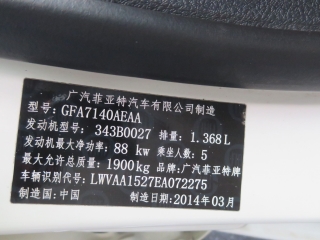 广汽菲亚特汽车有限公司制造
型号: GFA7140AEAA
发动机型号: 343B0027 排量: 1.368L
发动机最大净功率: 88 kw 乘坐人数: 5
最大允许总质量: 1900kg 品牌: 广汽菲亚特牌
车辆识别代号: LWVAA1527EA072275
制造国: 中国 制造日期: 2014年03月